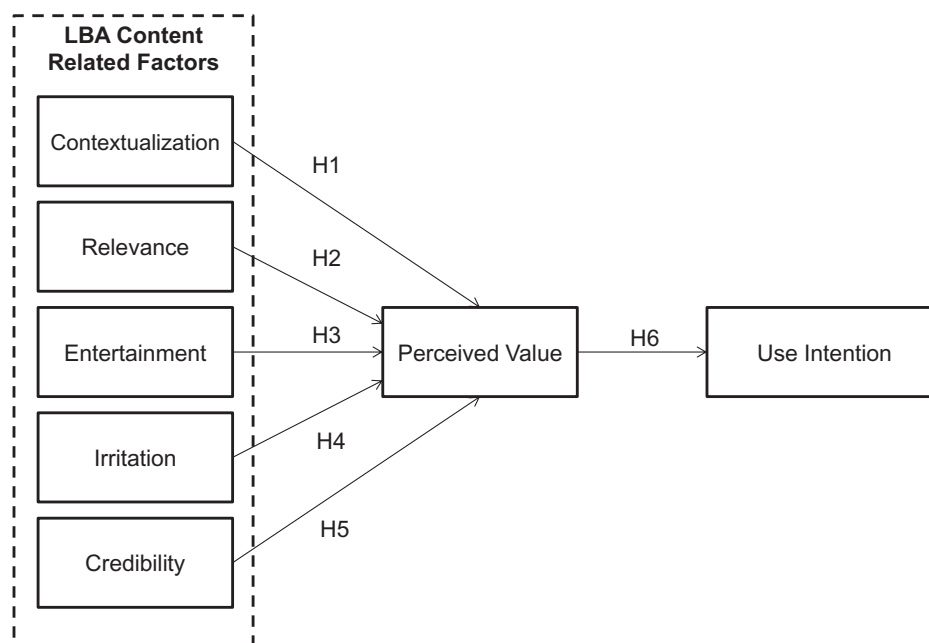 LBA Content
Related Factors
Contextualization
H1
Relevance
H2
Entertainment
H3
Perceived Value
H6
Use Intention
Irritation
H4
Credibility
H5